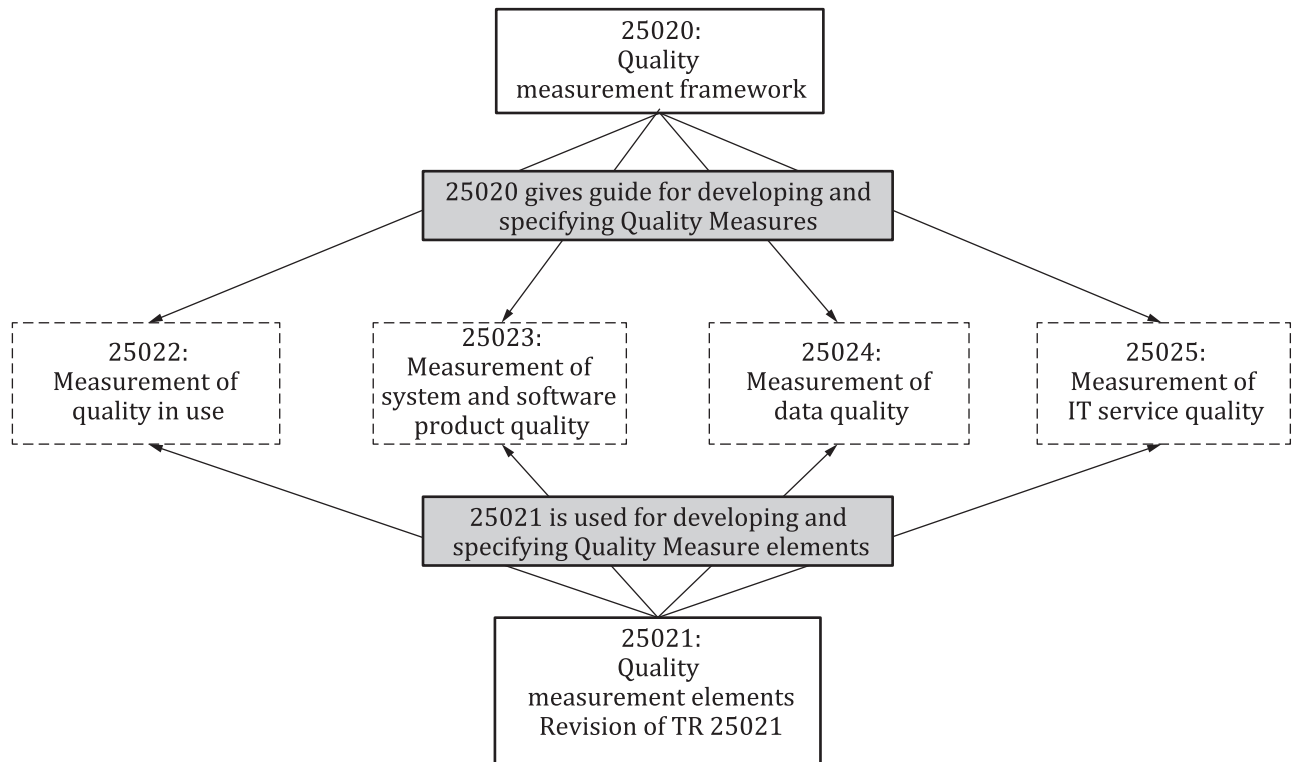 25020:
Quality
measurement framework
25020 gives guide for developing and
specifying Quality Measures
25022:
Measurement of
quality in use
25023:
Measurement of
system and software
product quality
25024:
Measurement of
data quality
25025:
Measurement of
IT service quality
25021 is used for developing and
specifying Quality Measure elements
25021:
Quality
measurement elements
Revision of TR 25021